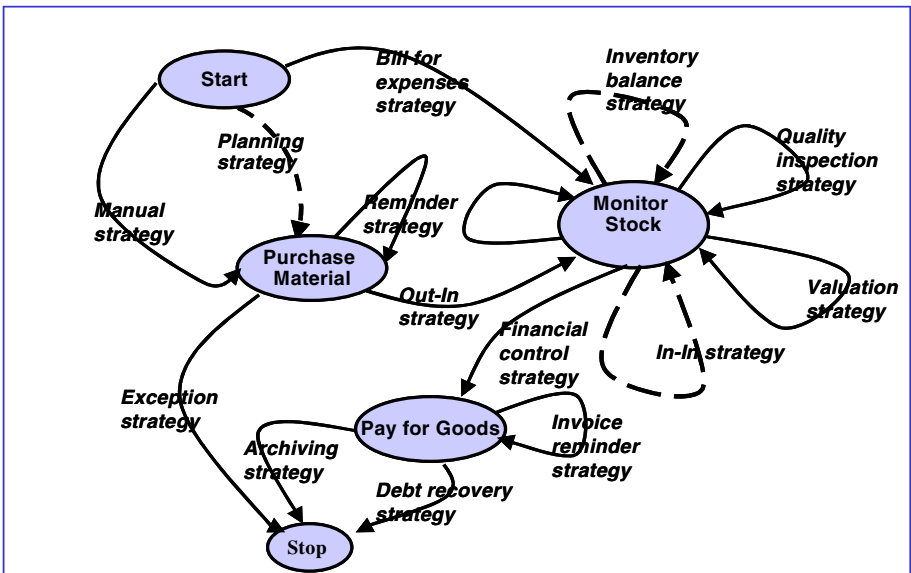 Start
Bill for
expenses
strategy
Inventory
balance
strategy
Planning
strategy
Quality
inspection
strategy
Manual
strategy
Reminder
strategy
Monitor
Stock
Purchase
Material
Out-In
strategy
Valuation
strategy
Financial
control
strategy
In-In strategy
Exception
strategy
Pay for Goods
Invoice
reminder
strategy
Archiving
strategy
Debt recovery
strategy
Stop